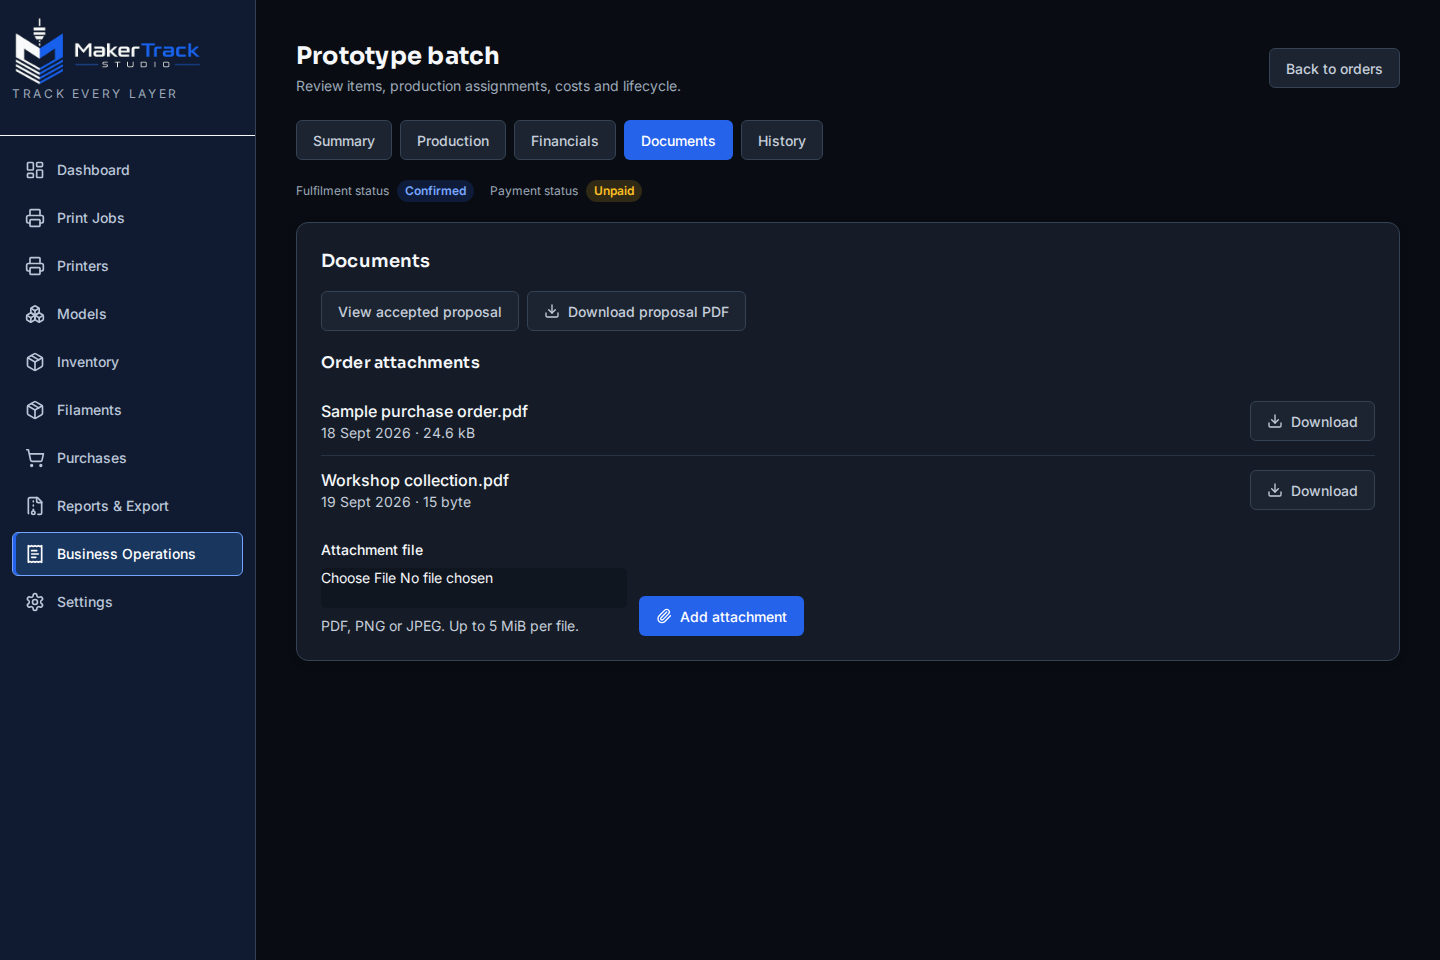 MakerTrack
STUDIO
TRACK EVERY LAYER
Dashboard
Print Jobs
Printers
Models
Inventory
Filaments
Purchases
Reports & Export
Business Operations
Settings
Prototype batch
Review items, production assignments, costs and lifecycle.
Back to orders
Summary
Production
Financials
Documents
History
Fulfilment status Confirmed Payment status Unpaid
Documents
View accepted proposal
Download proposal PDF
Order attachments
Sample purchase order.pdf
18 Sept 2026 · 24.6 kB
Download
Workshop collection.pdf
19 Sept 2026 · 15 byte
Download
Attachment file
Choose File No file chosen
PDF, PNG or JPEG. Up to 5 MiB per file.
Add attachment